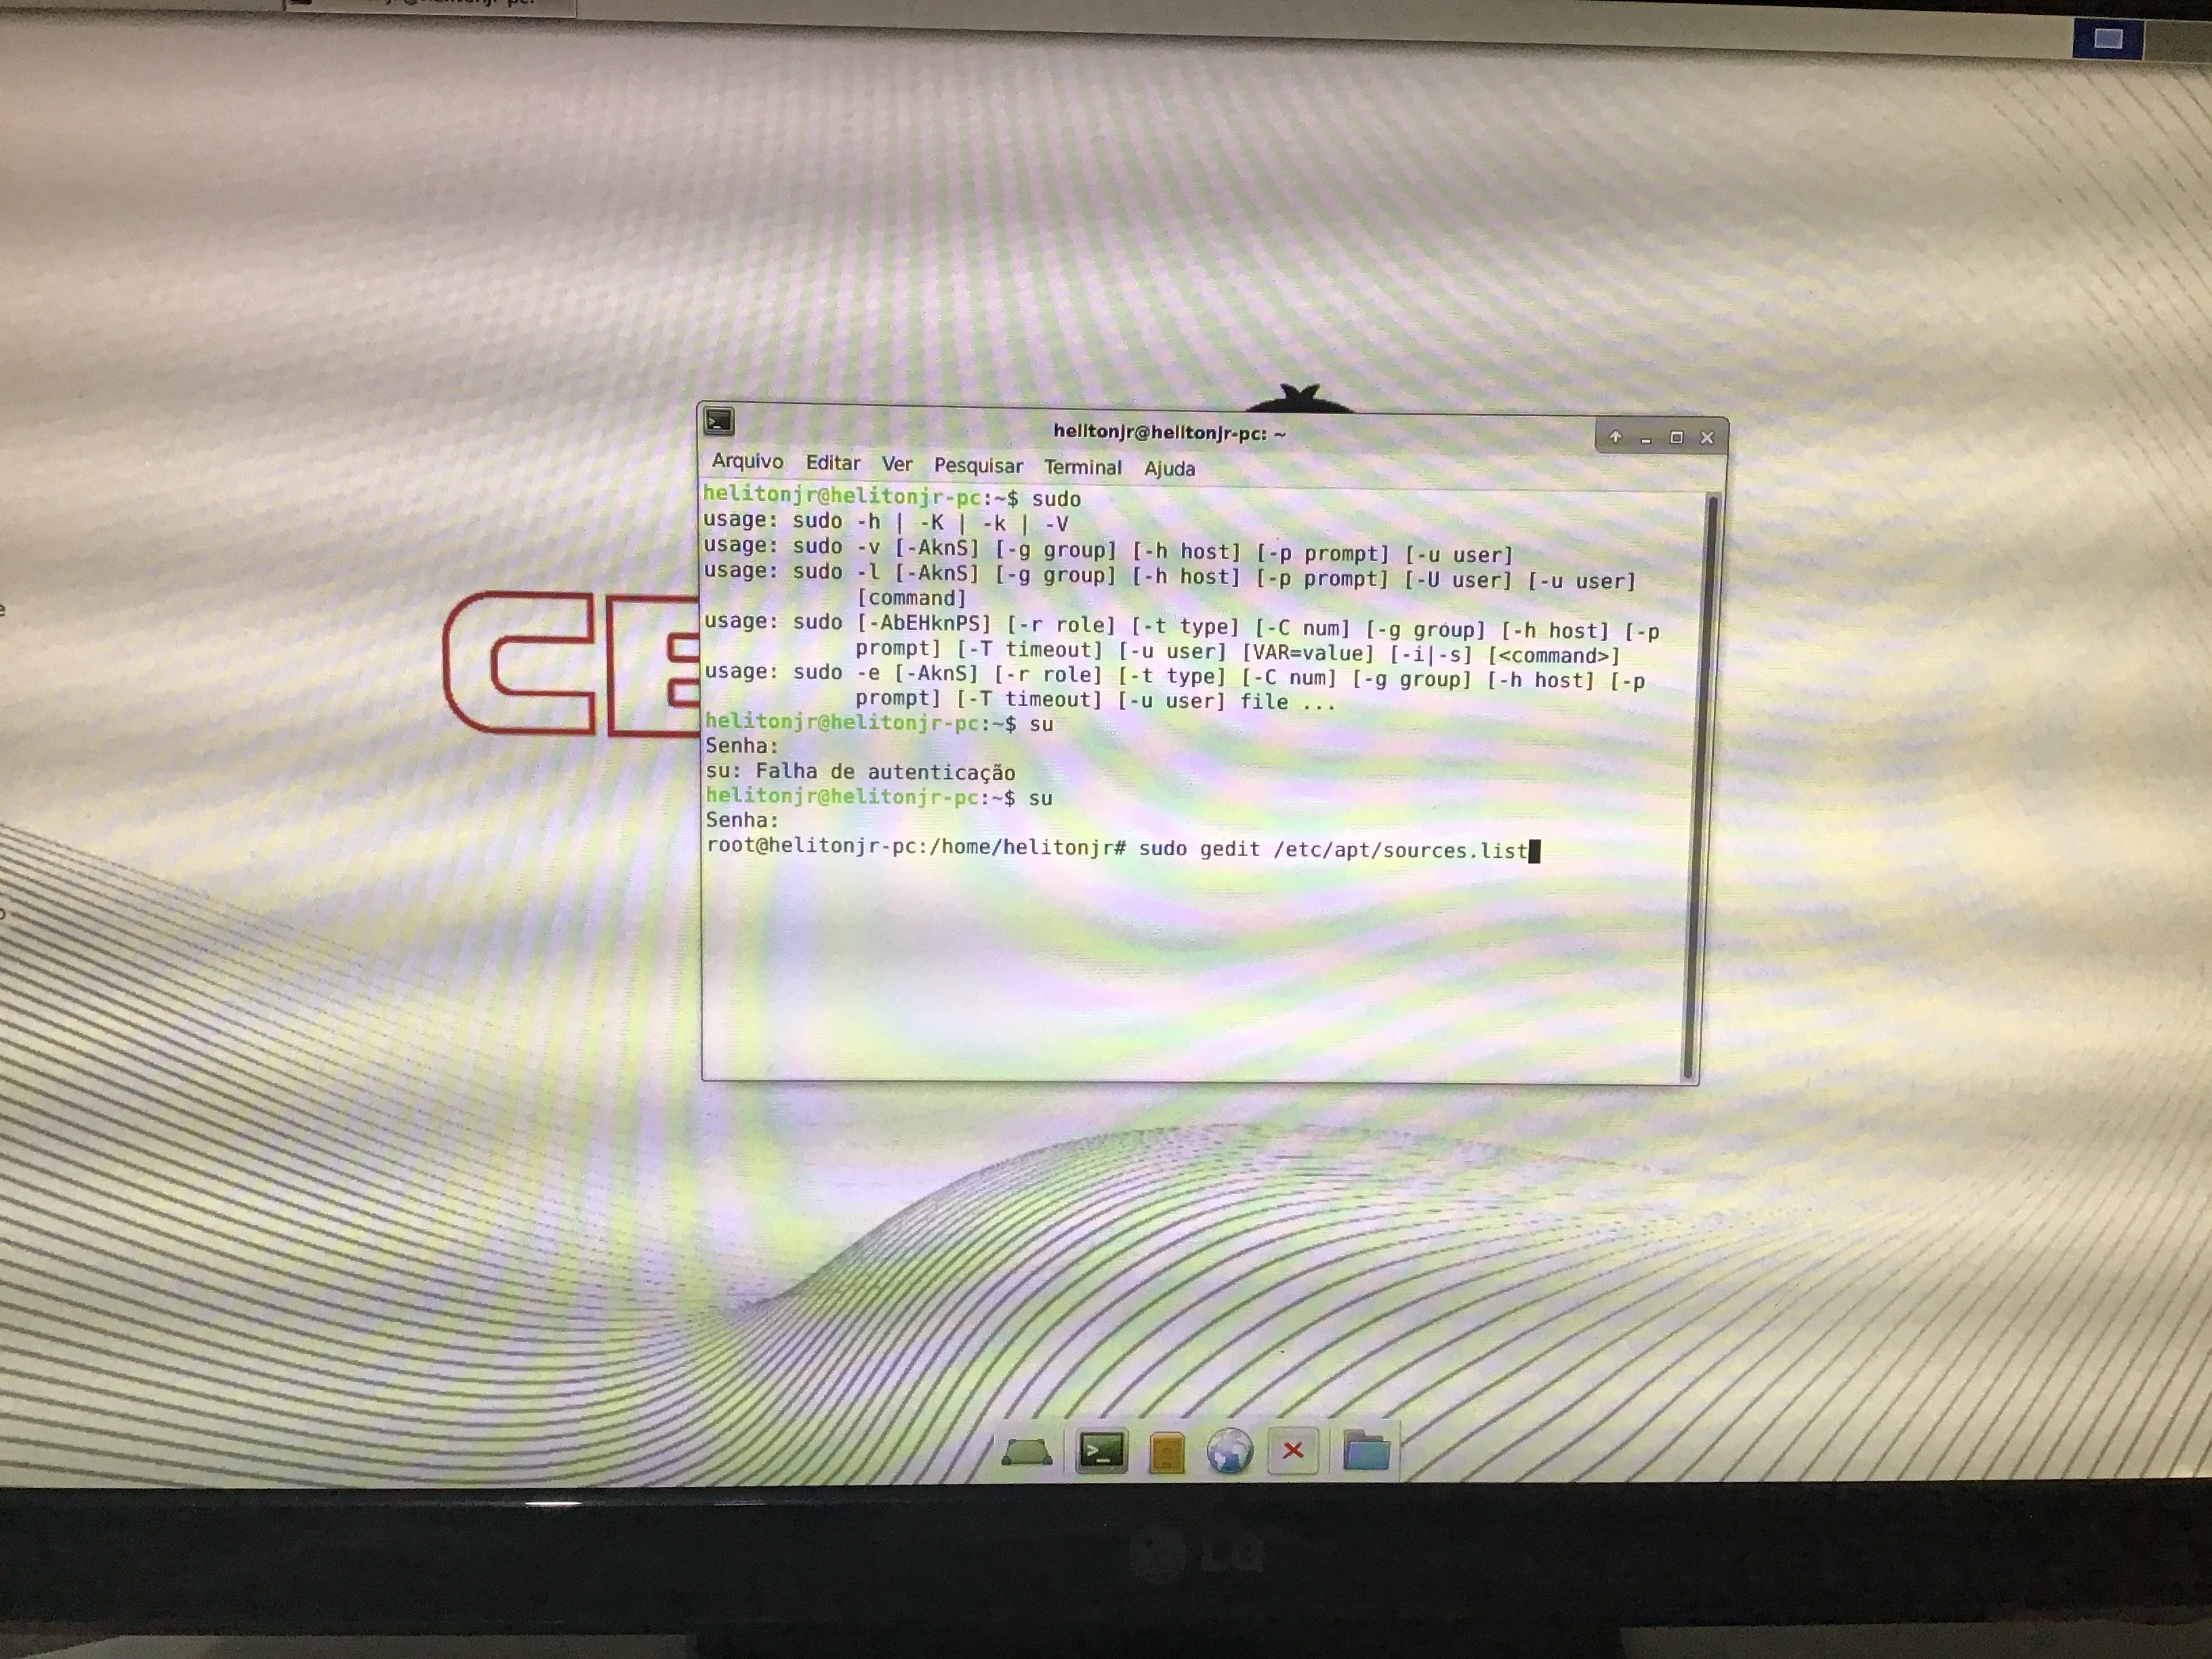 heiitonjr@heiitonjr-pc: ~
Arquivo Editar Ver Pesquisar Terminal Ajuda
helitonjr@helitonjr-pc:~$ sudo
usage: sudo -h | -K | -k | -V
usage: sudo -v [-AknS] [-g group] [-h host] [-p prompt] [-u user]
usage: sudo -l [-AknS] [-g group] [-h host] [-p prompt] [-U user] [-u user]
[command]
usage: sudo [-AbEHknPS] [-r role] [-t type] [-C num] [-g group] [-h host] [-p
prompt] [-T timeout] [-u user] [VAR=value] [-i|-s] [<command>]
usage: sudo -e [-AknS] [-r role] [-t type] [-C num] [-g group] [-h host] [-p
prompt] [-T timeout] [-u user] file ...
helitonjr@helitonjr-pc:~$ su
Senha:
su: Falha de autenticação
helitonjr@helitonjr-pc:~$ su
Senha:
root@helitonjr-pc:/home/helitonjr# sudo gedit /etc/apt/sources.list
CE
LG